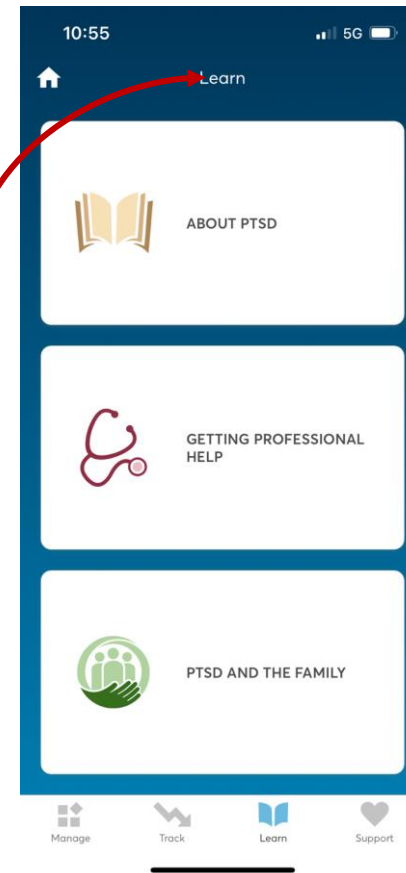 10:55 5G
Learn
ABOUT PTSD
GETTING PROFESSIONAL
HELP
PTSD AND THE FAMILY
Manage Track Learn Support